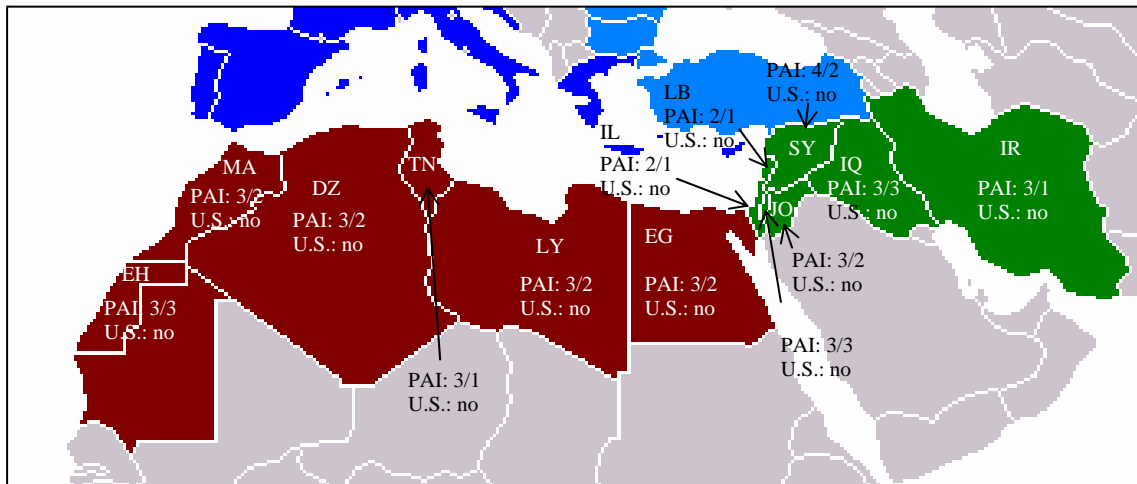 MA
PAI: 3/2
U.S.: no
DZ
PAI: 3/2
U.S.: no
TN
PAI: 3/1
U.S.: no
EH
PAI: 3/3
U.S.: no
LY
PAI: 3/2
U.S.: no
EG
PAI: 3/2
U.S.: no
IL
PAI: 2/1
U.S.: no
LB
PAI: 2/1
U.S.: no
PAI: 4/2
U.S.: no
SY
IQ
PAI: 3/3
U.S.: no
IR
PAI: 3/1
U.S.: no
JO
PAI: 3/2
U.S.: no
PAI: 3/3
U.S.: no